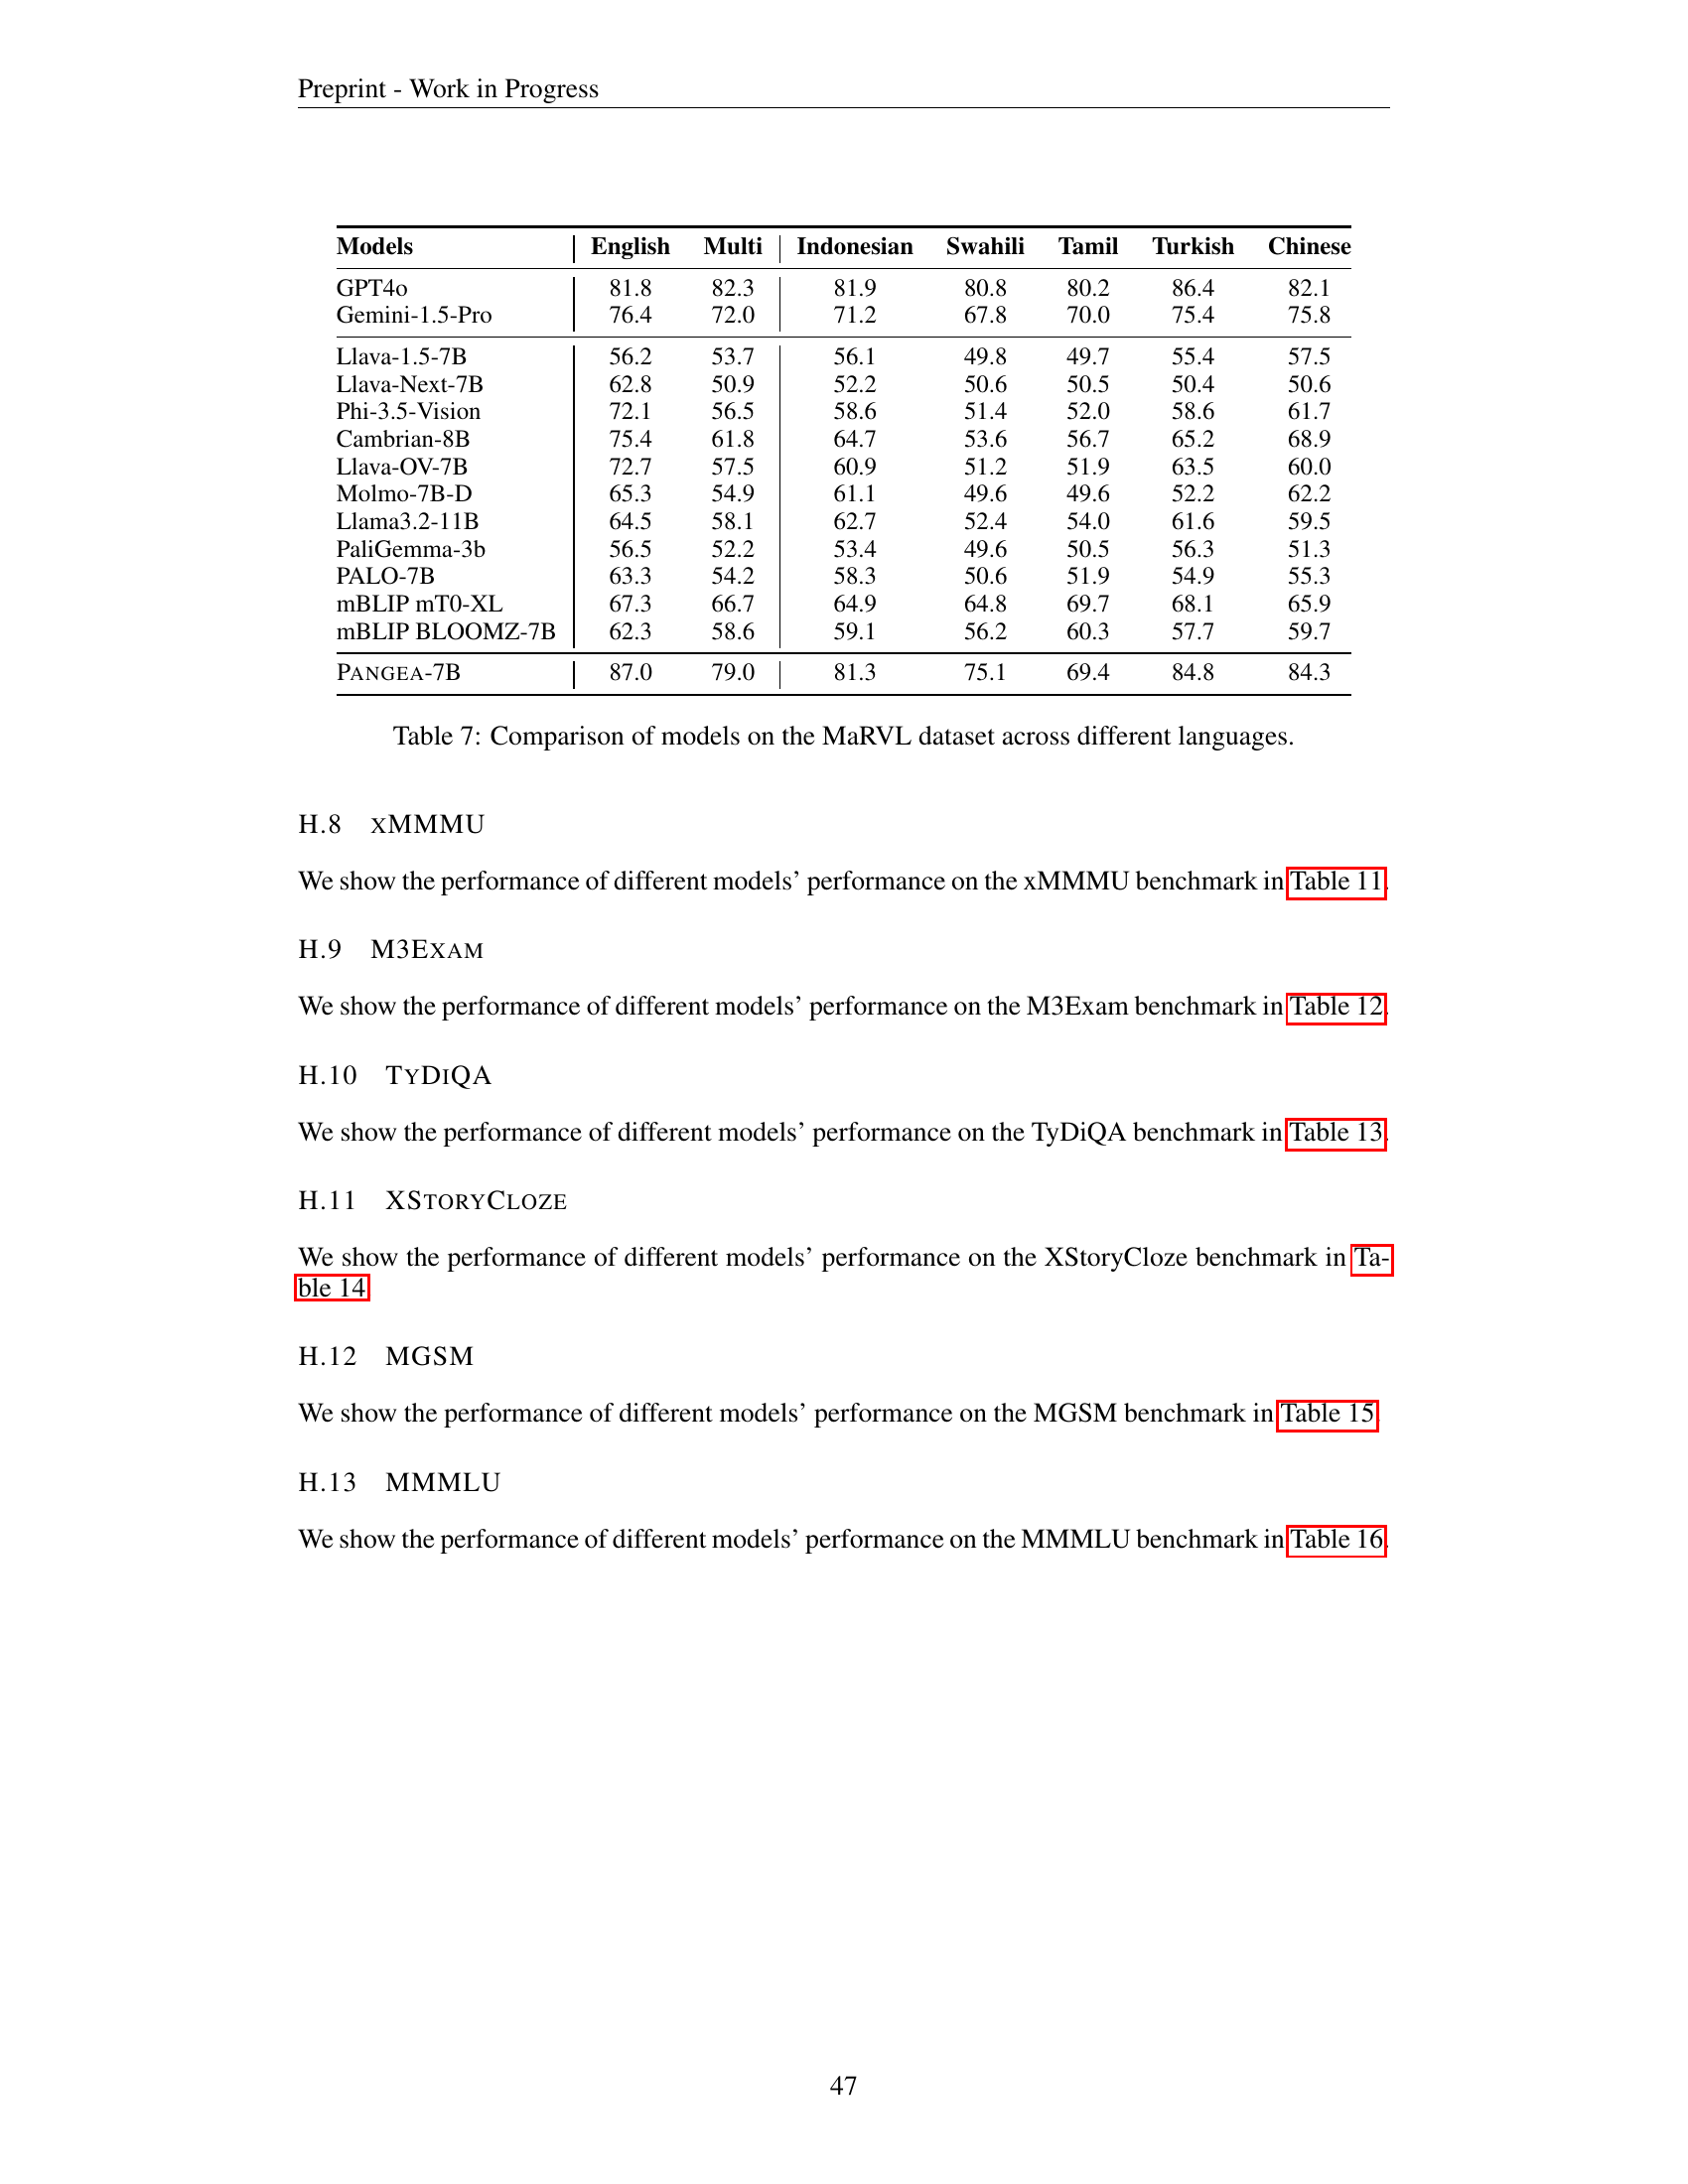 Preprint - Work in Progress
Models English Multi Indonesian Swahili Tamil Turkish Chinese
GPT4o 81.8 82.3 81.9 80.8 80.2 86.4 82.1
Gemini-1.5-Pro 76.4 72.0 71.2 67.8 70.0 75.4 75.8
Llava-1.5-7B 56.2 53.7 56.1 49.8 49.7 55.4 57.5
Llava-Next-7B 62.8 50.9 52.2 50.6 50.5 50.4 50.6
Phi-3.5-Vision 72.1 56.5 58.6 51.4 52.0 58.6 61.7
Cambrian-8B 75.4 61.8 64.7 53.6 56.7 65.2 68.9
Llava-OV-7B 72.7 57.5 60.9 51.2 51.9 63.5 60.0
Molmo-7B-D 65.3 54.9 61.1 49.6 49.6 52.2 62.2
Llama3.2-11B 64.5 58.1 62.7 52.4 54.0 61.6 59.5
PaliGemma-3b 56.5 52.2 53.4 49.6 50.5 56.3 51.3
PALO-7B 63.3 54.2 58.3 50.6 51.9 54.9 55.3
mBLIP mT0-XL 67.3 66.7 64.9 64.8 69.7 68.1 65.9
mBLIP BLOOMZ-7B 62.3 58.6 59.1 56.2 60.3 57.7 59.7
PANGEA-7B 87.0 79.0 81.3 75.1 69.4 84.8 84.3
Table 7: Comparison of models on the MaRVL dataset across different languages.
H.8 XMMMU
We show the performance of different models' performance on the xMMMU benchmark in Table 11.
H.9 M3EXAM
We show the performance of different models' performance on the M3Exam benchmark in Table 12.
H.10 TYDIQA
We show the performance of different models' performance on the TyDiQA benchmark in Table 13.
H.11 XSTORYCLOZE
We show the performance of different models' performance on the XStoryCloze benchmark in Ta-
ble 14.
H.12 MGSM
We show the performance of different models' performance on the MGSM benchmark in Table 15.
H.13 MMMLU
We show the performance of different models' performance on the MMMLU benchmark in Table 16.
47